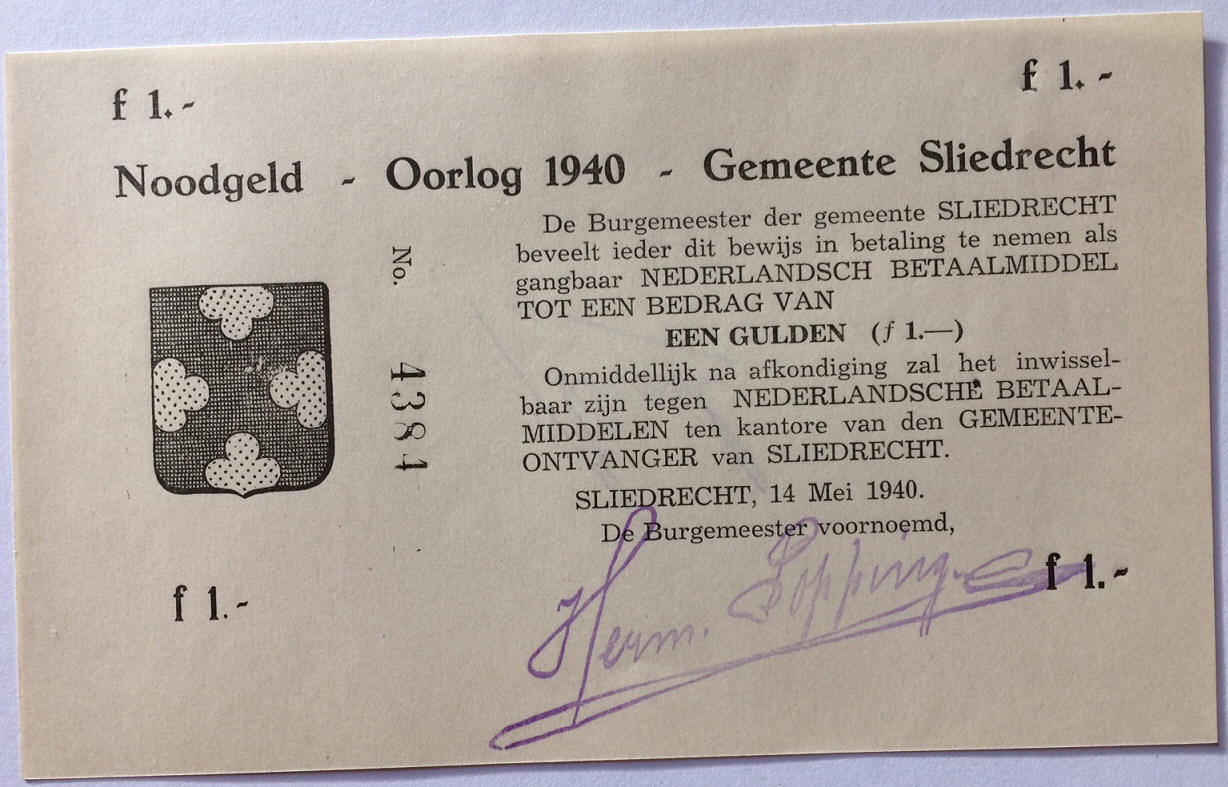 f 1.-
f 1.-
Noodgeld - Oorlog 1940 - Gemeente Sliedrecht
De Burgemeester der gemeente SLIEDRECHT
beveelt ieder dit bewijs in betaling te nemen als
gangbaar NEDERLANDSCH BETAALMIDDEL
TOT EEN BEDRAG VAN
EEN GULDEN (f 1.—)
Onmiddellijk na afkondiging zal het inwissel-
baar zijn tegen NEDERLANDSCHE BETAAL-
MIDDELEN ten kantore van den GEMEENTE-
ONTVANGER van SLIEDRECHT.
SLIEDRECHT, 14 Mei 1940.
De Burgemeester voornoemd,
No. 4384
Herm. Popping
f 1.-
f 1.-